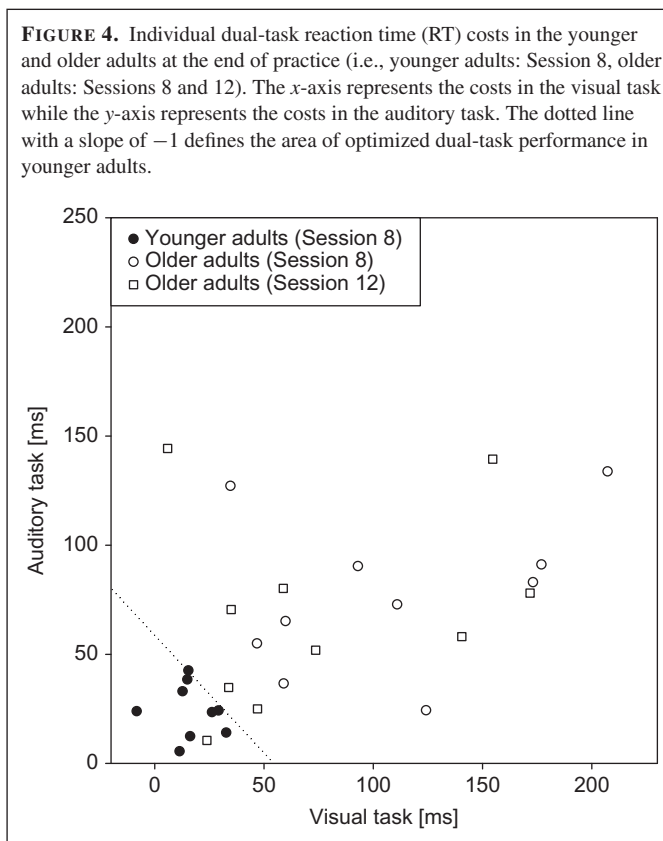 FIGURE 4. Individual dual-task reaction time (RT) costs in the younger
and older adults at the end of practice (i.e., younger adults: Session 8, older
adults: Sessions 8 and 12). The x-axis represents the costs in the visual task
while the y-axis represents the costs in the auditory task. The dotted line
with a slope of −1 defines the area of optimized dual-task performance in
younger adults.
250
Younger adults (Session 8)
Older adults (Session 8)
Older adults (Session 12)
200
150
Auditory task [ms]
100
50
0
0 50 100 150 200
Visual task [ms]